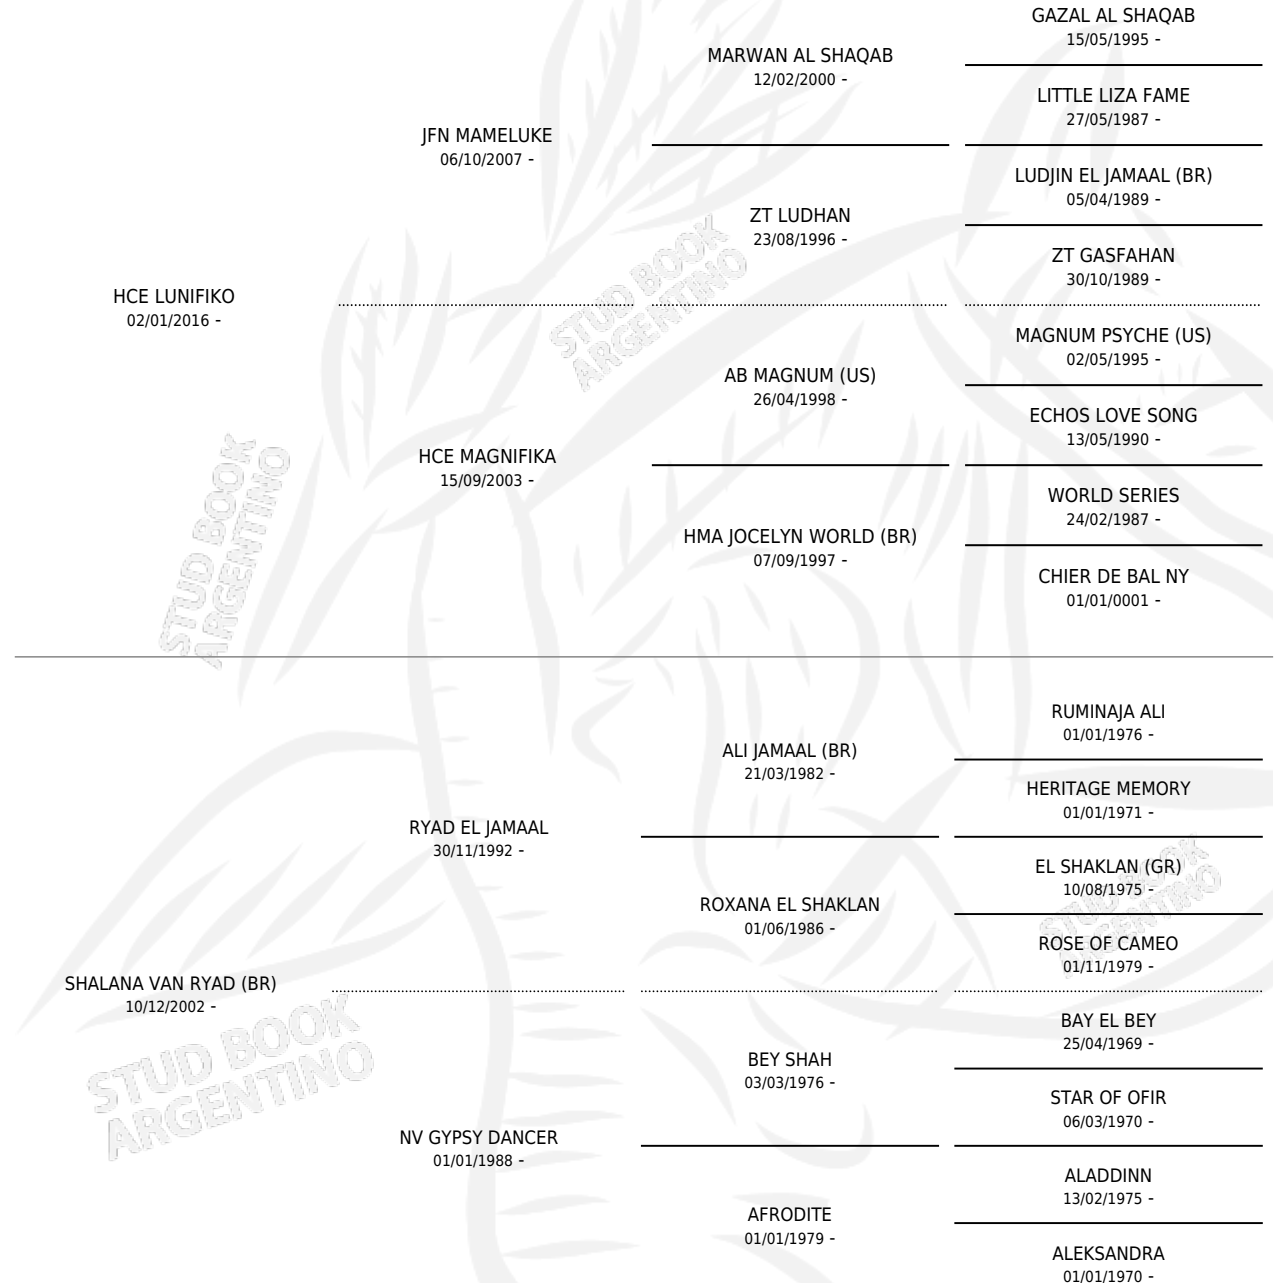 GAZAL AL SHAQAB
15/05/1995 -
MARWAN AL SHAQAB
12/02/2000 -
LITTLE LIZA FAME
27/05/1987 -
JFN MAMELUKE
06/10/2007 -
LUDJIN EL JAMAAL (BR)
05/04/1989 -
ZT LUDHAN
23/08/1996 -
ZT GASFAHAN
30/10/1989 -
HCE LUNIFIKO
02/01/2016 -
STUD BOOK
ARGENTINO
MAGNUM PSYCHE (US)
02/05/1995 -
AB MAGNUM (US)
26/04/1998 -
ECHOS LOVE SONG
13/05/1990 -
HCE MAGNIFIKA
15/09/2003 -
WORLD SERIES
24/02/1987 -
HMA JOCELYN WORLD (BR)
07/09/1997 -
CHIER DE BAL NY
01/01/0001 -
STUD BOOK
ARGENTINO
RUMINAJA ALI
01/01/1976 -
ALI JAMAAL (BR)
21/03/1982 -
HERITAGE MEMORY
01/01/1971 -
RYAD EL JAMAAL
30/11/1992 -
EL SHAKLAN (GR)
10/08/1975 -
ROXANA EL SHAKLAN
01/06/1986 -
ROSE OF CAMEO
01/11/1979 -
STUD BOOK
ARGENTINO
SHALANA VAN RYAD (BR)
10/12/2002 -
STUD BOOK
ARGENTINO
BAY EL BEY
25/04/1969 -
BEY SHAH
03/03/1976 -
STAR OF OFIR
06/03/1970 -
NV GYPSY DANCER
01/01/1988 -
ALADDINN
13/02/1975 -
AFRODITE
01/01/1979 -
ALEKSANDRA
01/01/1970 -